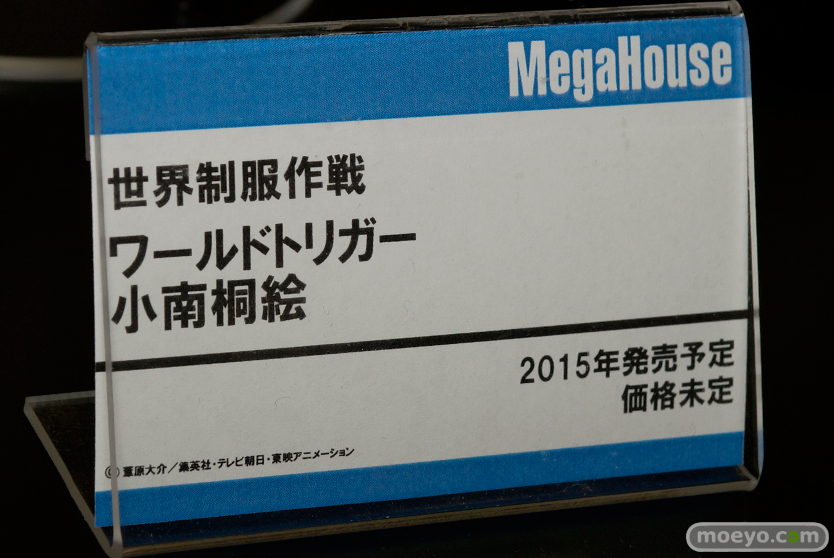 MegaHouse
世界制服作戦
ワールドトリガー
小南桐絵
2015年発売予定
価格未定
©葦原大介／集英社・テレビ朝日・東映アニメーション
moeyo.com